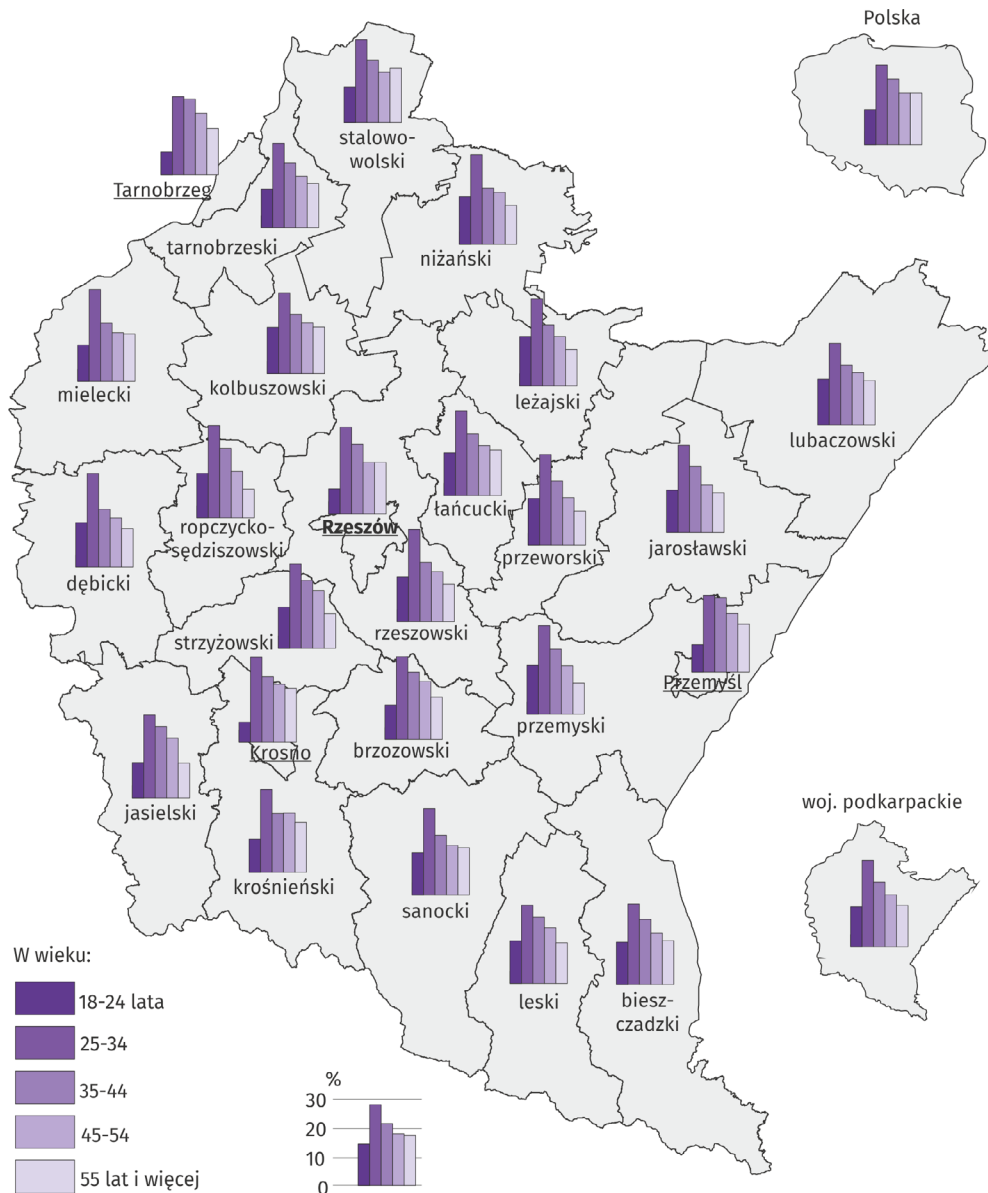 Polska
stalowo-
wolski
Tarnobrzeg
tarnobrzeski
niżański
mielecki
kolbuszowski
leżajski
lubaczowski
ropczycko-
sędziszowski
Rzeszów
łańcucki
przeworski
jarosławski
dębicki
strzyżowski
rzeszowski
Przemyśl
Krosno
brzozowski
przemyski
jasielski
woj. podkarpackie
krośnieński
sanocki
leski
biesz-
czadzki
W wieku:
18-24 lata
25-34
35-44
45-54
55 lat i więcej
%
30
20
10
0